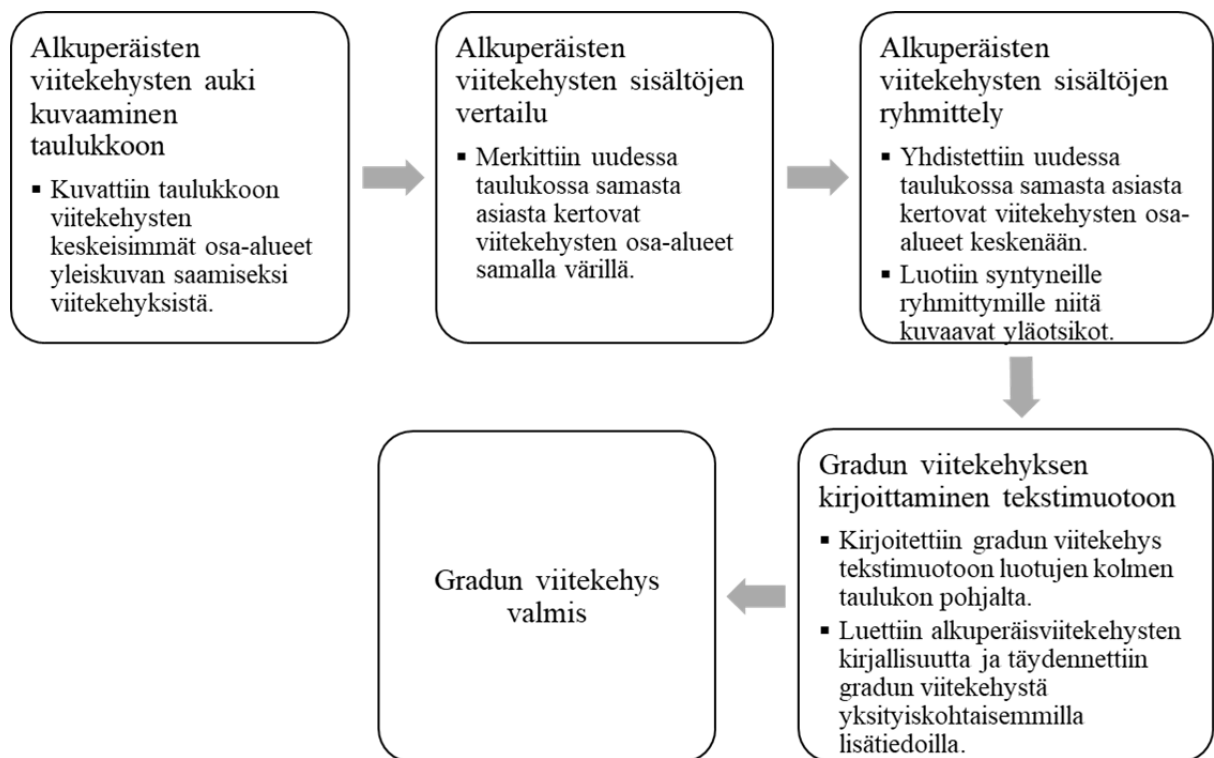 Alkuperäisten
viitekehysten auki
kuvaaminen
taulukkoon
▪ Kuvattiin taulukkoon
viitekehysten
keskeisimmät osa-alueet
yleiskuvan saamiseksi
viitekehyksistä.
Alkuperäisten
viitekehysten sisältöjen
vertailu
▪ Merkittiin uudessa
taulukossa samasta
asiasta kertovat
viitekehysten osa-alueet
samalla värillä.
Alkuperäisten
viitekehysten sisältöjen
ryhmittely
▪ Yhdistettiin uudessa
taulukossa samasta asiasta
kertovat viitekehysten osa-
alueet keskenään.
▪ Luotiin syntyneille
ryhmittymille niitä
kuvaavat yläotsikot.
Gradun viitekehyksen
kirjoittaminen tekstimuotoon
▪ Kirjoitettiin gradun viitekehys
tekstimuotoon luotujen kolmen
taulukon pohjalta.
▪ Luettiin alkuperäisviitekehysten
kirjallisuutta ja täydennettiin
gradun viitekehystä
yksityiskohtaisemmilla
lisätiedoilla.
Gradun viitekehys
valmis